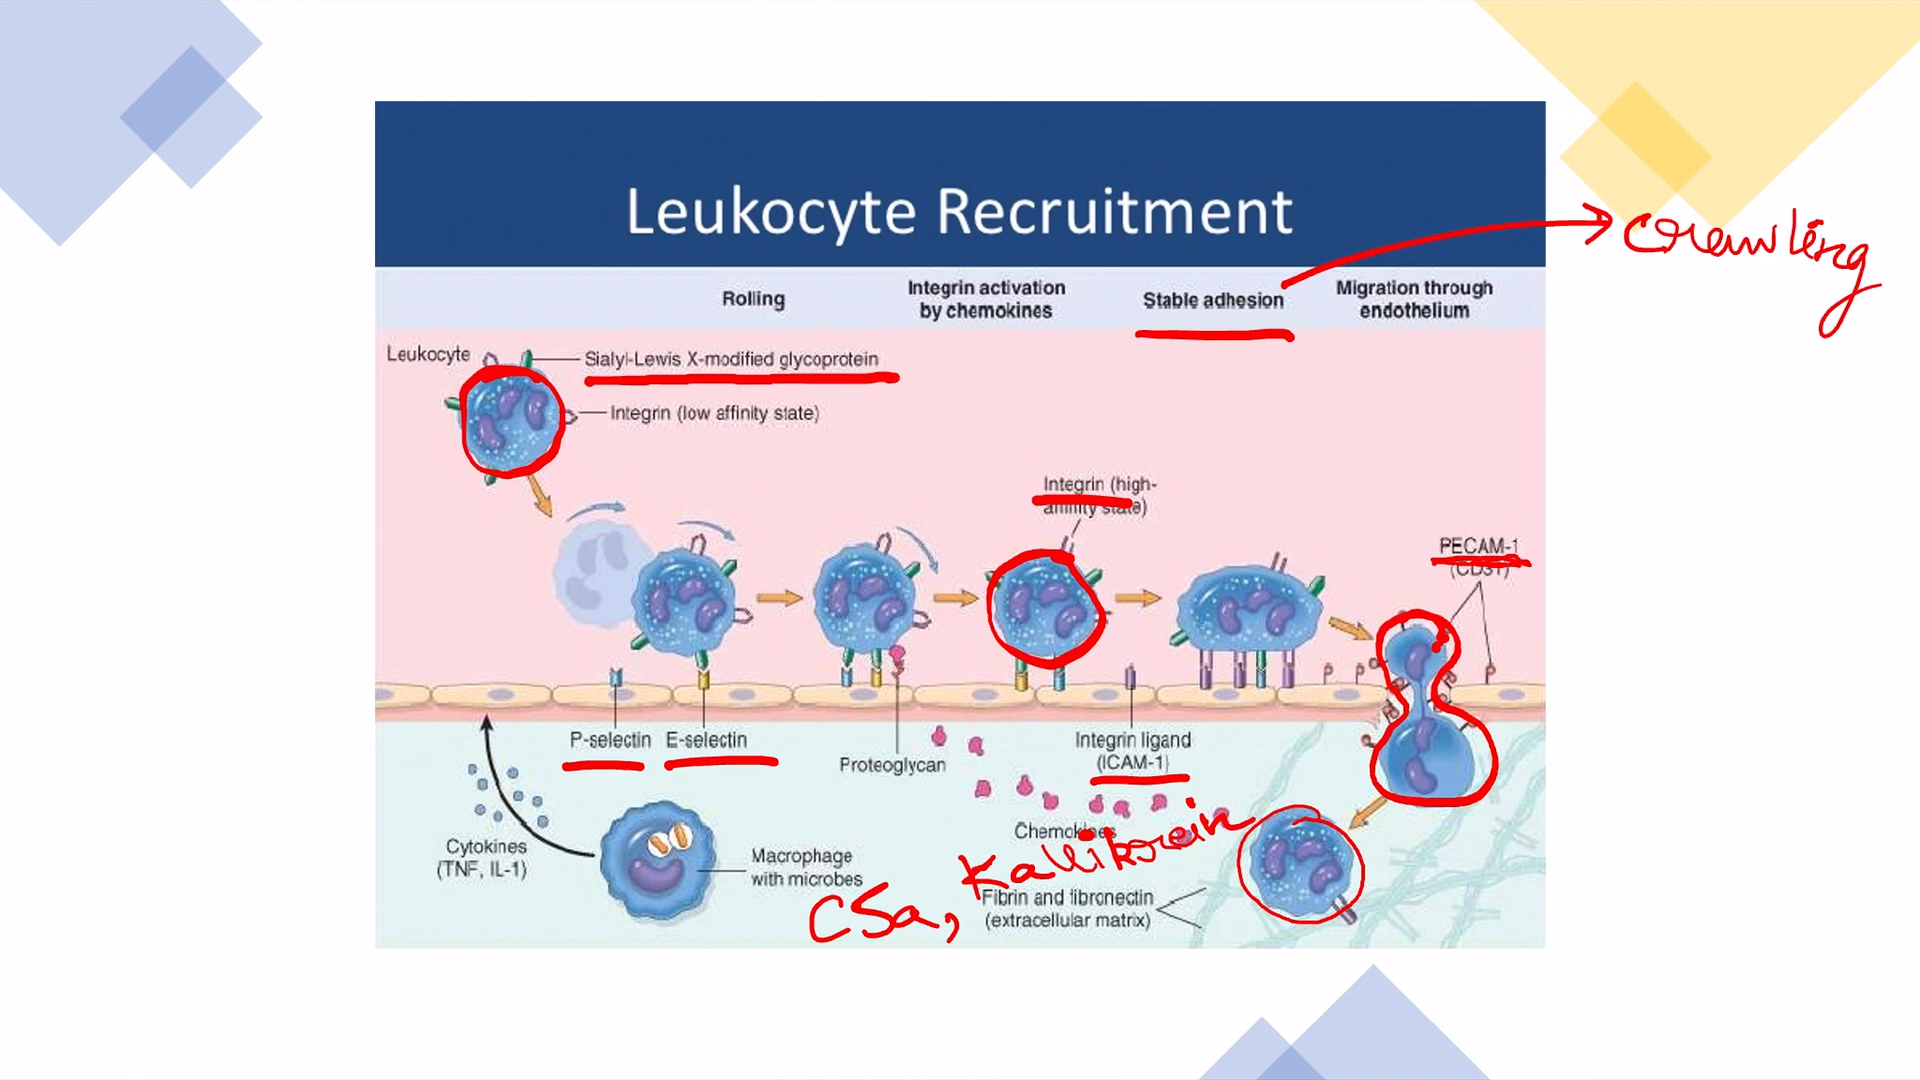 Leukocyte Recruitment
crawling
Rolling
Integrin activation
by chemokines
Stable adhesion
Migration through
endothelium
Leukocyte
Sialyl-Lewis X-modified glycoprotein
Integrin (low affinity state)
Integrin (high-
affinity state)
PECAM-1
(CD31)
P-selectin
E-selectin
Proteoglycan
Integrin ligand
(ICAM-1)
Cytokines
(TNF, IL-1)
Macrophage
with microbes
Chemokines
C5a, Kallikrein
Fibrin and fibronectin
(extracellular matrix)